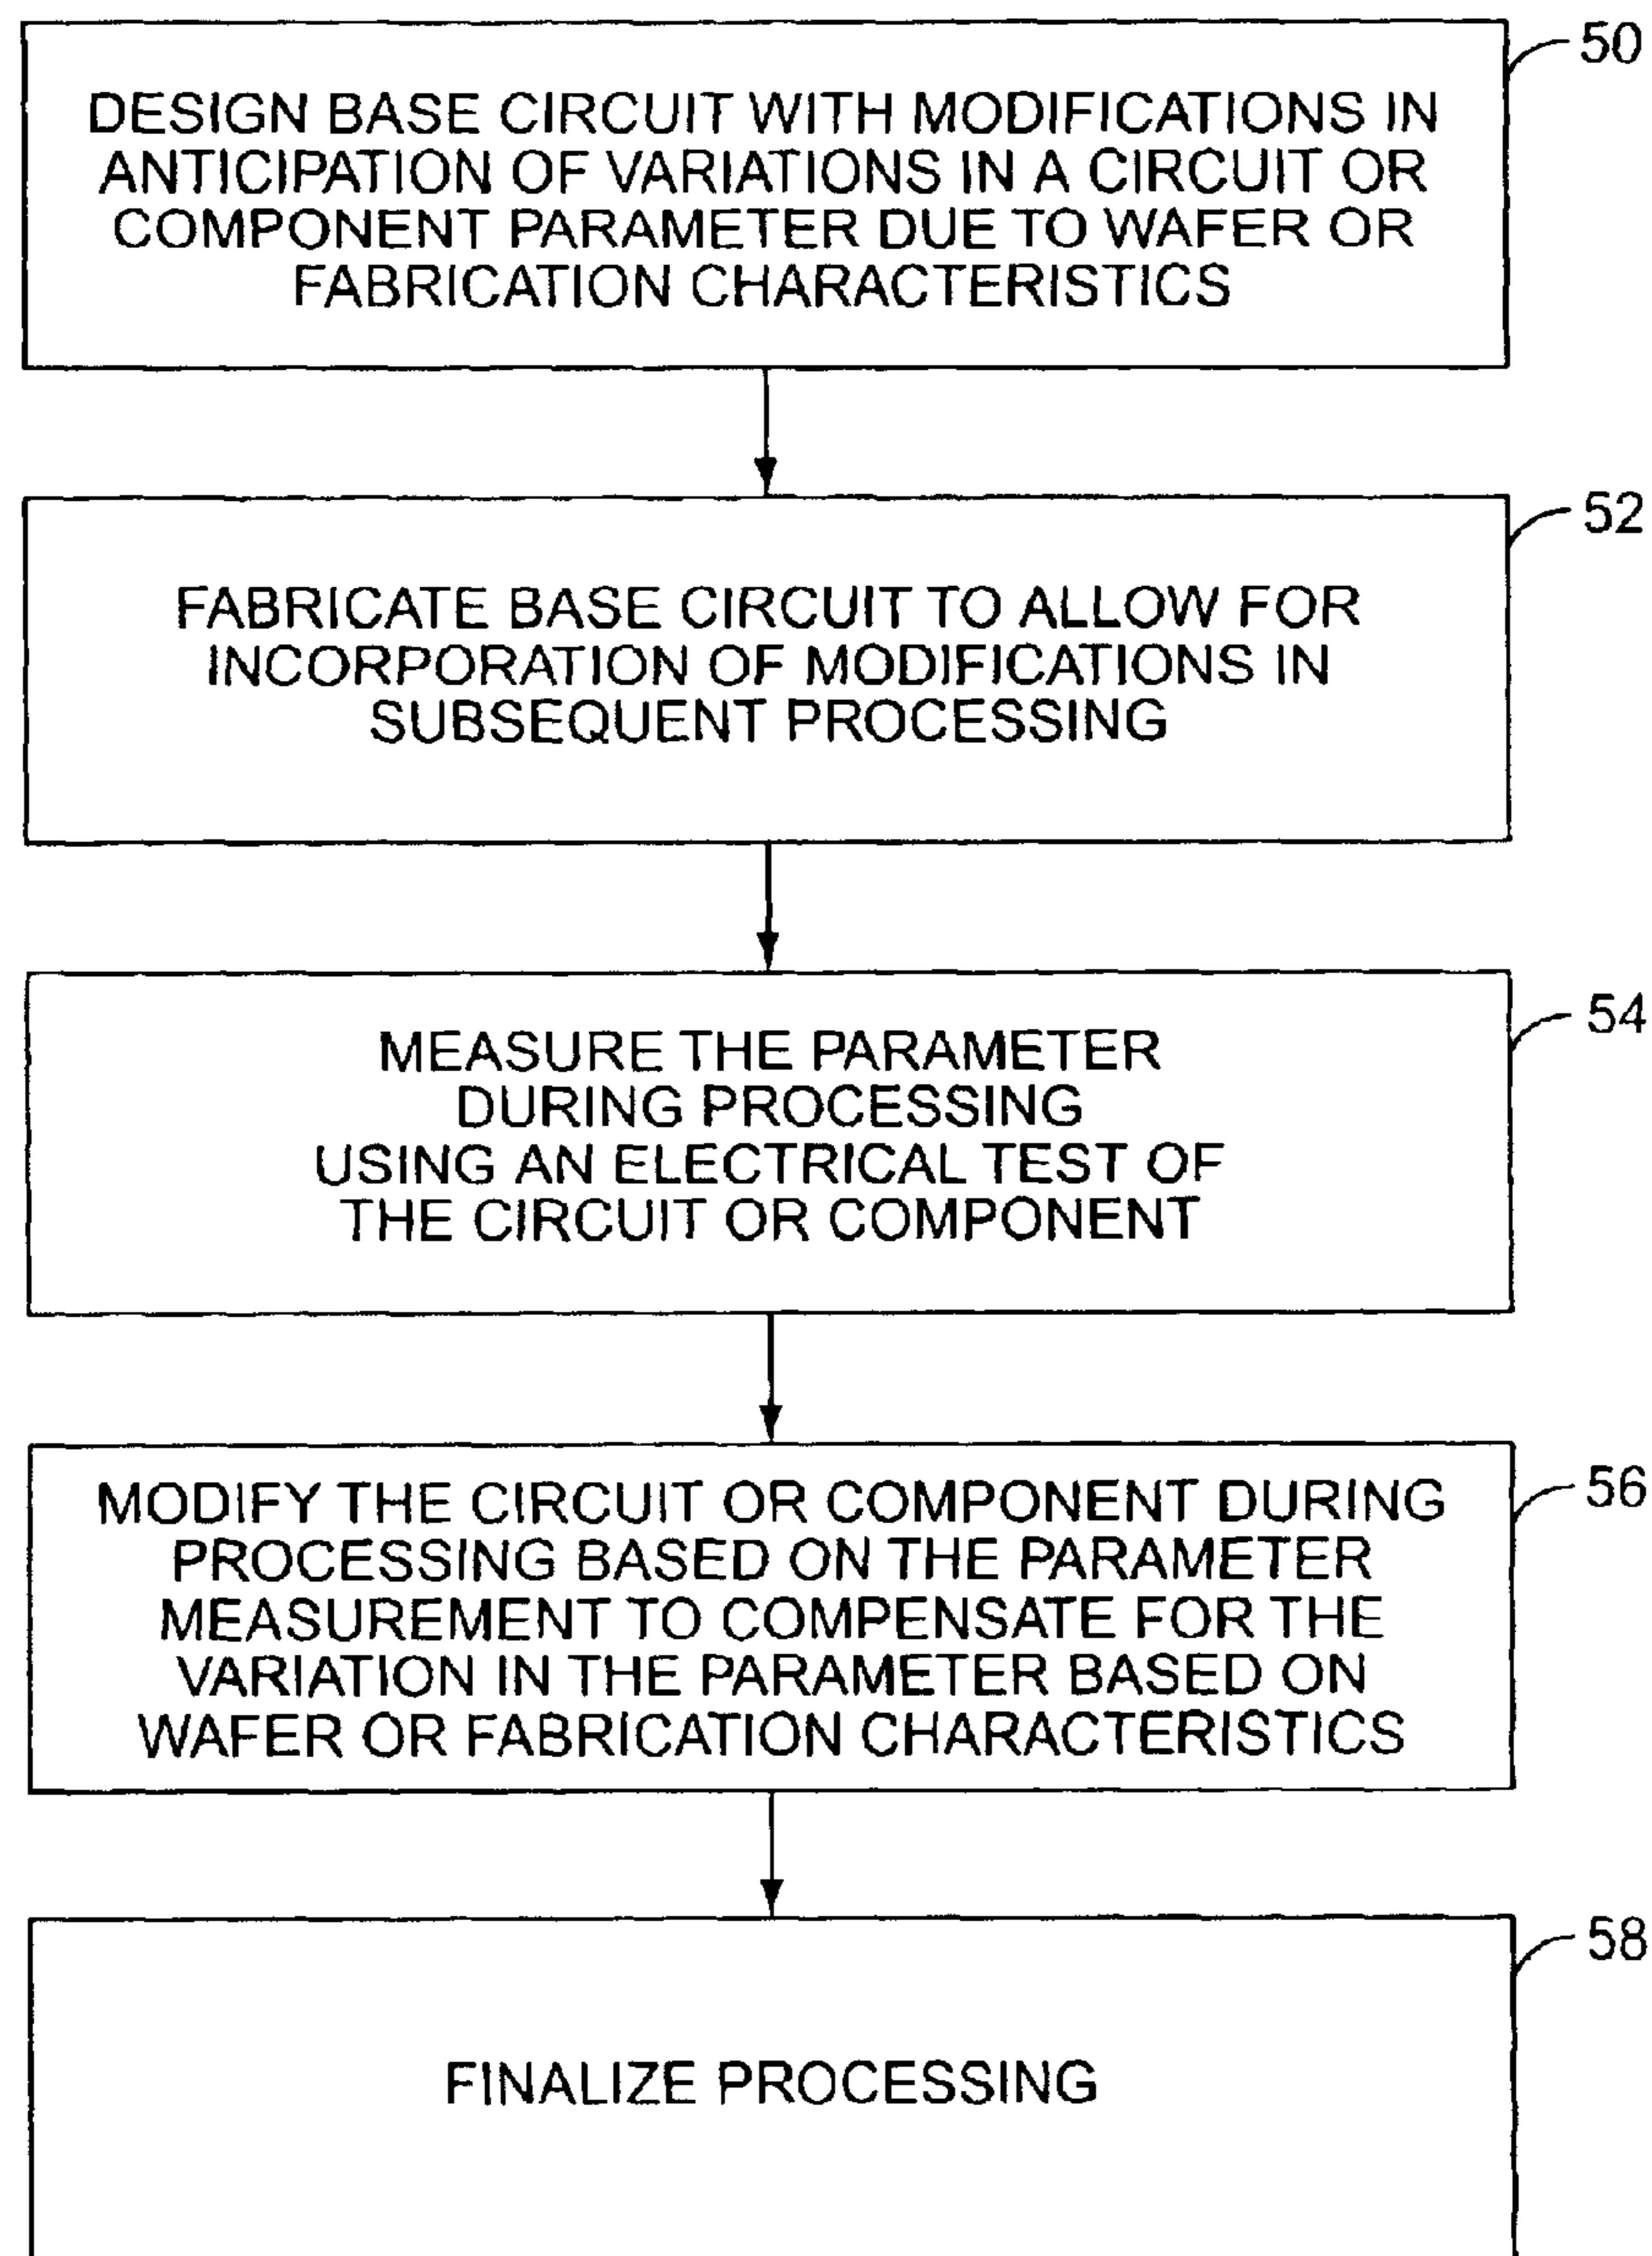 50
DESIGN BASE CIRCUIT WITH MODIFICATIONS IN
ANTICIPATION OF VARIATIONS IN A CIRCUIT OR
COMPONENT PARAMETER DUE TO WAFER OR
FABRICATION CHARACTERISTICS
52
FABRICATE BASE CIRCUIT TO ALLOW FOR
INCORPORATION OF MODIFICATIONS IN
SUBSEQUENT PROCESSING
54
MEASURE THE PARAMETER
DURING PROCESSING
USING AN ELECTRICAL TEST OF
THE CIRCUIT OR COMPONENT
56
MODIFY THE CIRCUIT OR COMPONENT DURING
PROCESSING BASED ON THE PARAMETER
MEASUREMENT TO COMPENSATE FOR THE
VARIATION IN THE PARAMETER BASED ON
WAFER OR FABRICATION CHARACTERISTICS
58
FINALIZE PROCESSING